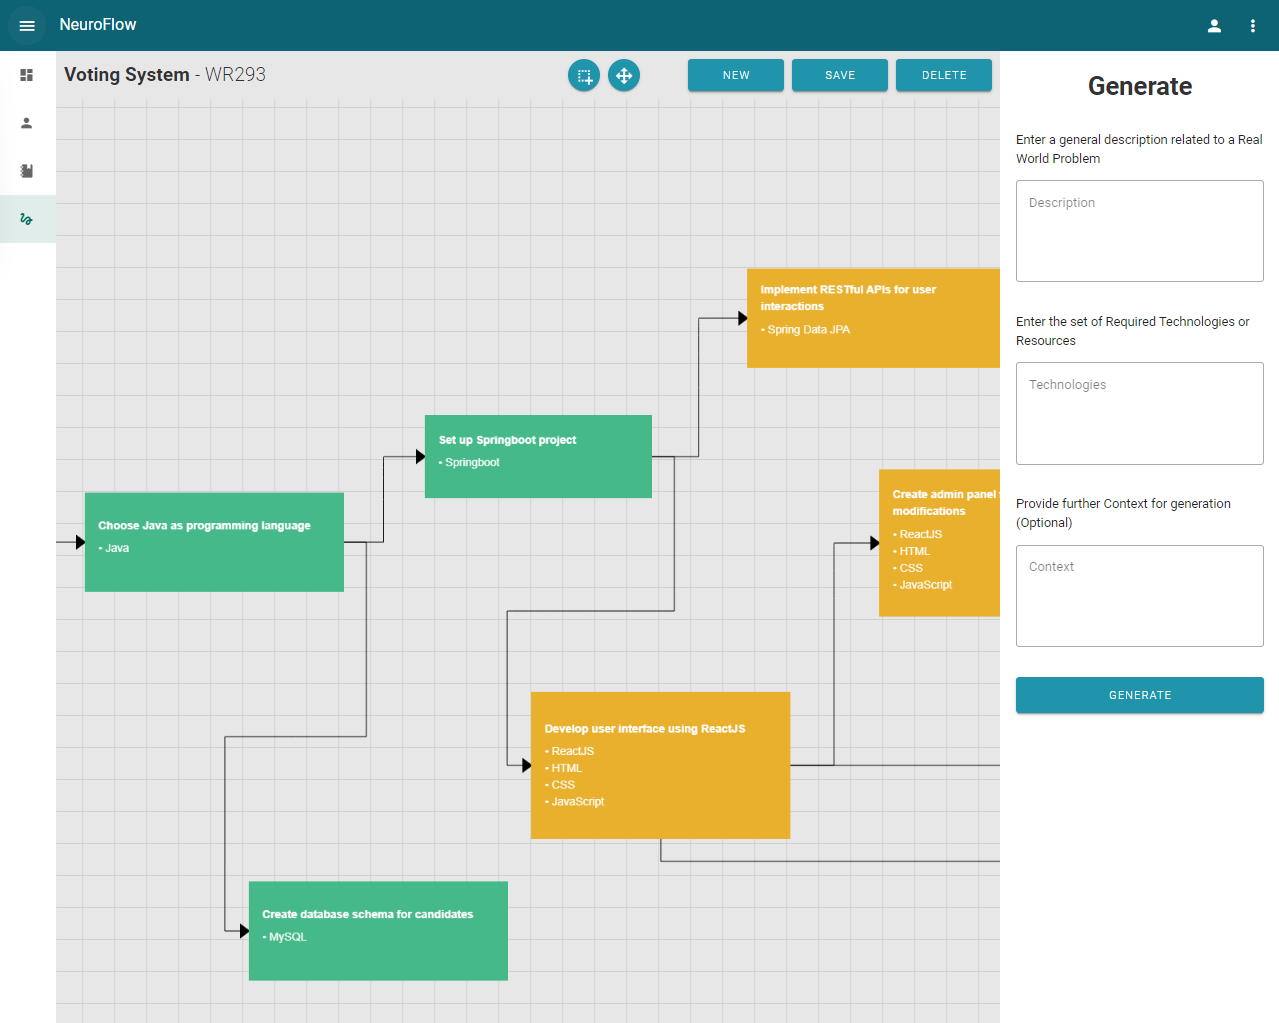 NeuroFlow
Voting System - WR293
NEW
SAVE
DELETE
Implement RESTful APIs for user
interactions
• Spring Data JPA
Set up Springboot project
• Springboot
Create admin panel
modifications
• ReactJS
• HTML
• CSS
• JavaScript
Choose Java as programming language
• Java
Develop user interface using ReactJS
• ReactJS
• HTML
• CSS
• JavaScript
Create database schema for candidates
• MySQL
Generate
Enter a general description related to a Real
World Problem
Description
Enter the set of Required Technologies or
Resources
Technologies
Provide further Context for generation
(Optional)
Context
GENERATE